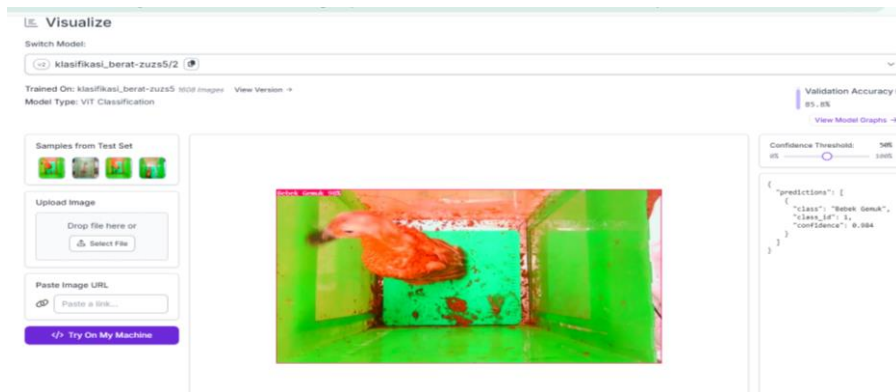 Visualize
Switch Model:
v2 klasifikasi_berat-zuzs5/2
Trained On: klasifikasi_berat-zuzs5 1608 images View Version →
Model Type: ViT Classification
Validation Accuracy
85.8%
View Model Graphs →
Samples from Test Set
Upload Image
Drop file here or
Select File
Paste Image URL
Paste a link...
</> Try On My Machine
Bebek Gemuk 98%
Confidence Threshold: 50%
0% 100%
{
"predictions": [
{
"class": "Bebek Gemuk",
"class_id": 1,
"confidence": 0.984
}
]
}